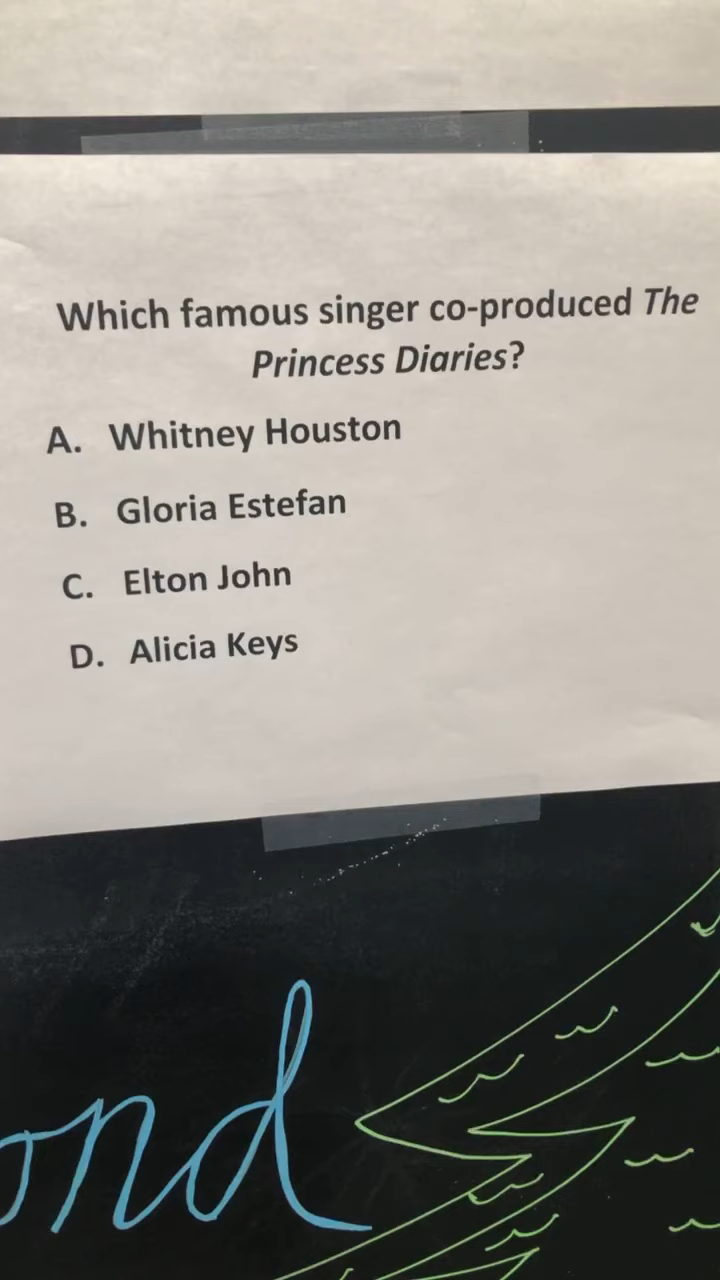 Which famous singer co-produced The
Princess Diaries?
A. Whitney Houston
B. Gloria Estefan
C. Elton John
D. Alicia Keys
ond